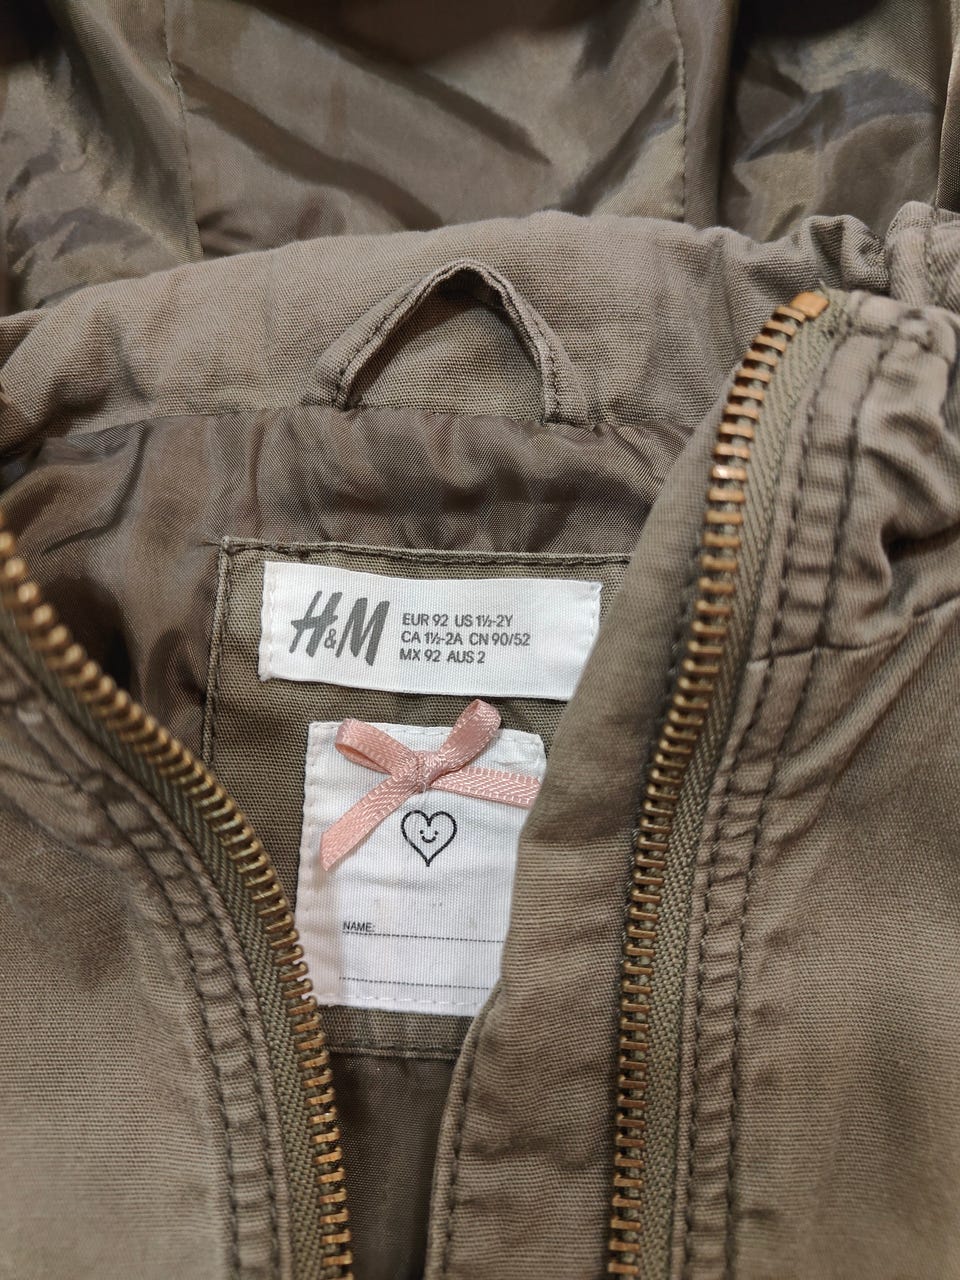 H&M
EUR 92 US 1½-2Y
CA 1½-2A CN 90/52
MX 92 AUS 2
NAME: